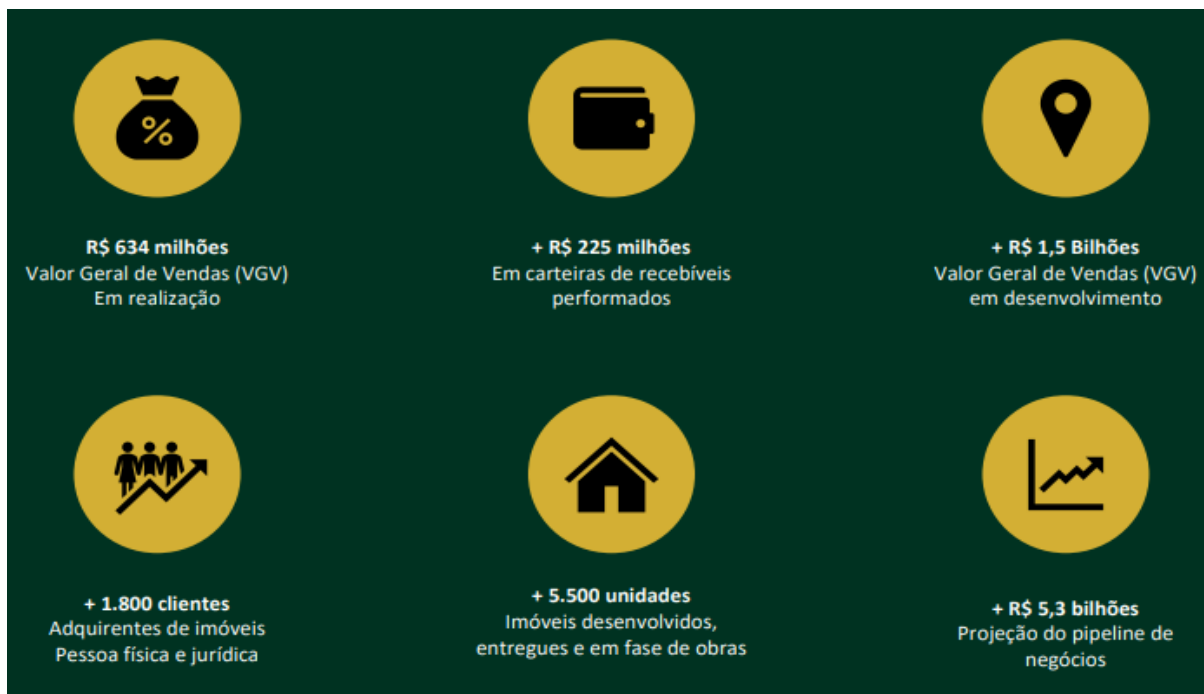 %
R$ 634 milhões
Valor Geral de Vendas (VGV)
Em realização
+ R$ 225 milhões
Em carteiras de recebíveis
performados
+ R$ 1,5 Bilhões
Valor Geral de Vendas (VGV)
em desenvolvimento
+ 1.800 clientes
Adquirentes de imóveis
Pessoa física e jurídica
+ 5.500 unidades
Imóveis desenvolvidos,
entregues e em fase de obras
+ R$ 5,3 bilhões
Projeção do pipeline de
negócios